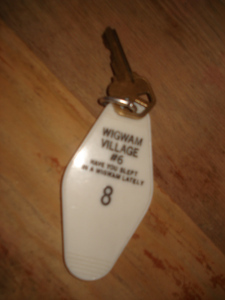 WIGWAM
VILLAGE
#6
HAVE YOU SLEPT
IN A WIGWAM LATELY
8